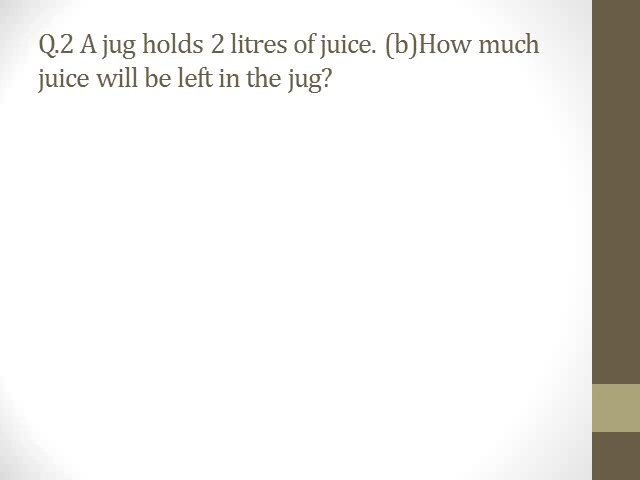 Q.2 A jug holds 2 litres of juice. (b)How much
juice will be left in the jug?